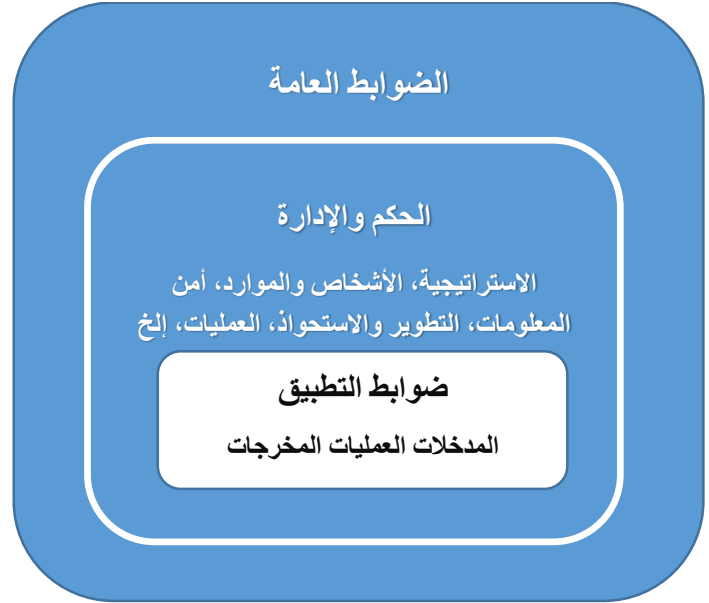 الضوابط العامة
الحكم والإدارة
الاستراتيجية، الأشخاص والموارد، أمن
المعلومات، التطوير والاستحواذ، العمليات، إلخ
ضوابط التطبيق
المدخلات العمليات المخرجات